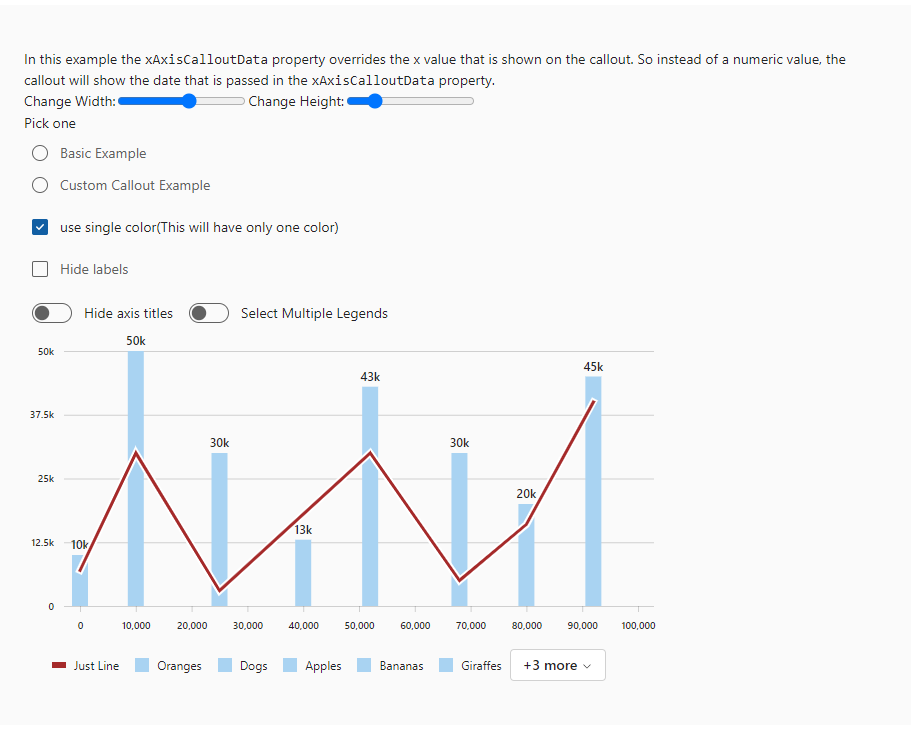 In this example the xAxisCalloutData property overrides the x value that is shown on the callout. So instead of a numeric value, the
callout will show the date that is passed in the xAxisCalloutData property.
Change Width: Change Height:
Pick one
Basic Example
Custom Callout Example
use single color(This will have only one color)
Hide labels
Hide axis titles Select Multiple Legends
50k
50k
45k
43k
37.5k
30k 30k
25k
20k
13k
12.5k 10k
0
0 10,000 20,000 30,000 40,000 50,000 60,000 70,000 80,000 90,000 100,000
Just Line Oranges Dogs Apples Bananas Giraffes +3 more